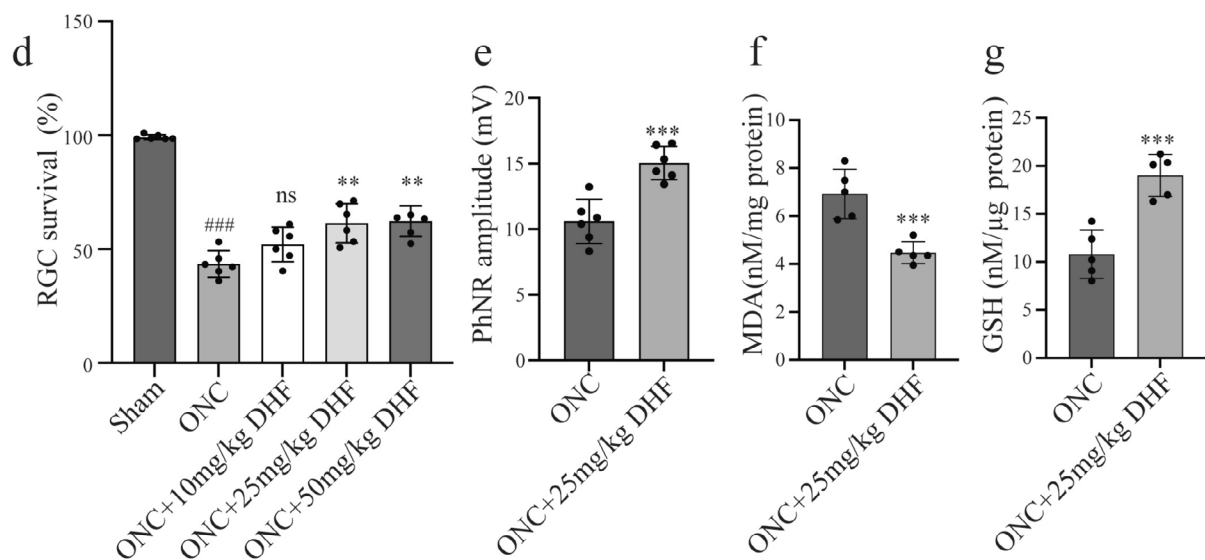 d
RGC survival (%)
150
100
50
0
###
ns
**
**
Sham
ONC
ONC+10mg/kg DHF
ONC+25mg/kg DHF
ONC+50mg/kg DHF
e
PhNR amplitude (mV)
20
15
10
5
0
***
ONC
ONC+25mg/kg DHF
f
MDA(nM/mg protein)
8
6
4
2
0
***
ONC
ONC+25mg/kg DHF
g
GSH (nM/μg protein)
25
20
15
10
5
0
***
ONC
ONC+25mg/kg DHF